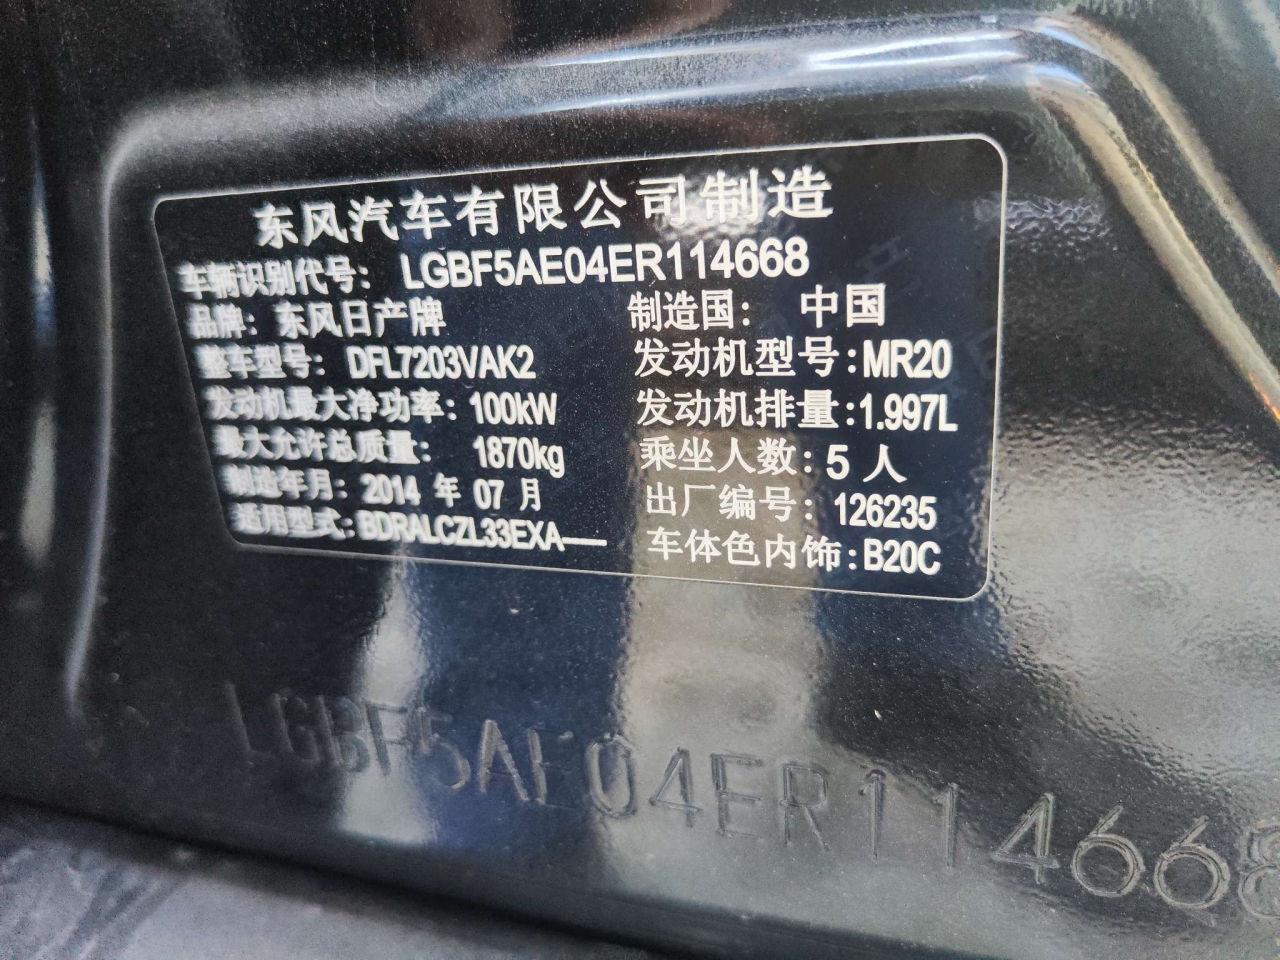 东风汽车有限公司制造
车辆识别代号: LGBF5AE04ER114668
品牌: 东风日产牌 制造国: 中国
整车型号: DFL7203VAK2 发动机型号:MR20
发动机最大净功率: 100kW 发动机排量:1.997L
最大允许总质量: 1870kg 乘坐人数: 5 人
制造年月: 2014 年 07 月 出厂编号: 126235
适用型式: BDRALCZL33EXA—— 车体色内饰: B20C
LGBF5AE04ER114668